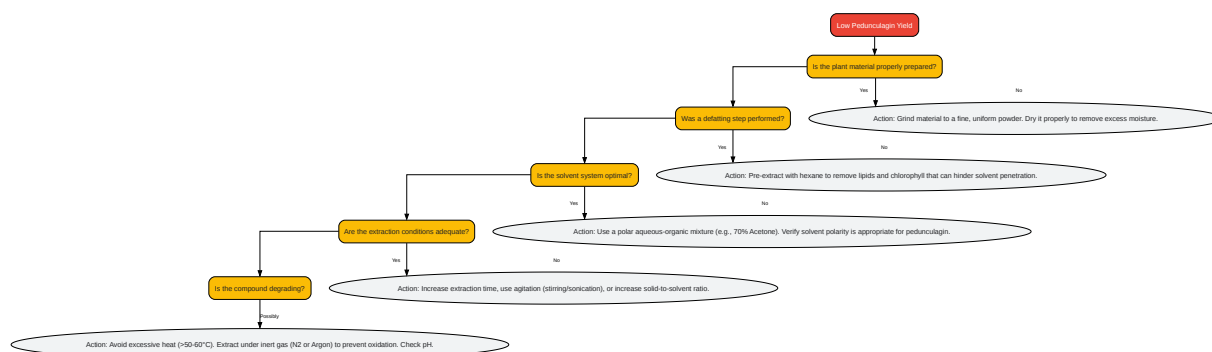 Low Pedunculagin Yield
Is the plant material properly prepared?
Yes
No
Was a defatting step performed?
Action: Grind material to a fine, uniform powder. Dry it properly to remove excess moisture.
Yes
No
Is the solvent system optimal?
Action: Pre-extract with hexane to remove lipids and chlorophyll that can hinder solvent penetration.
Yes
No
Are the extraction conditions adequate?
Action: Use a polar aqueous-organic mixture (e.g., 70% Acetone). Verify solvent polarity is appropriate for pedunculagin.
Yes
No
Is the compound degrading?
Action: Increase extraction time, use agitation (stirring/sonication), or increase solid-to-solvent ratio.
Possibly
Action: Avoid excessive heat (>50-60°C). Extract under inert gas (N2 or Argon) to prevent oxidation. Check pH.